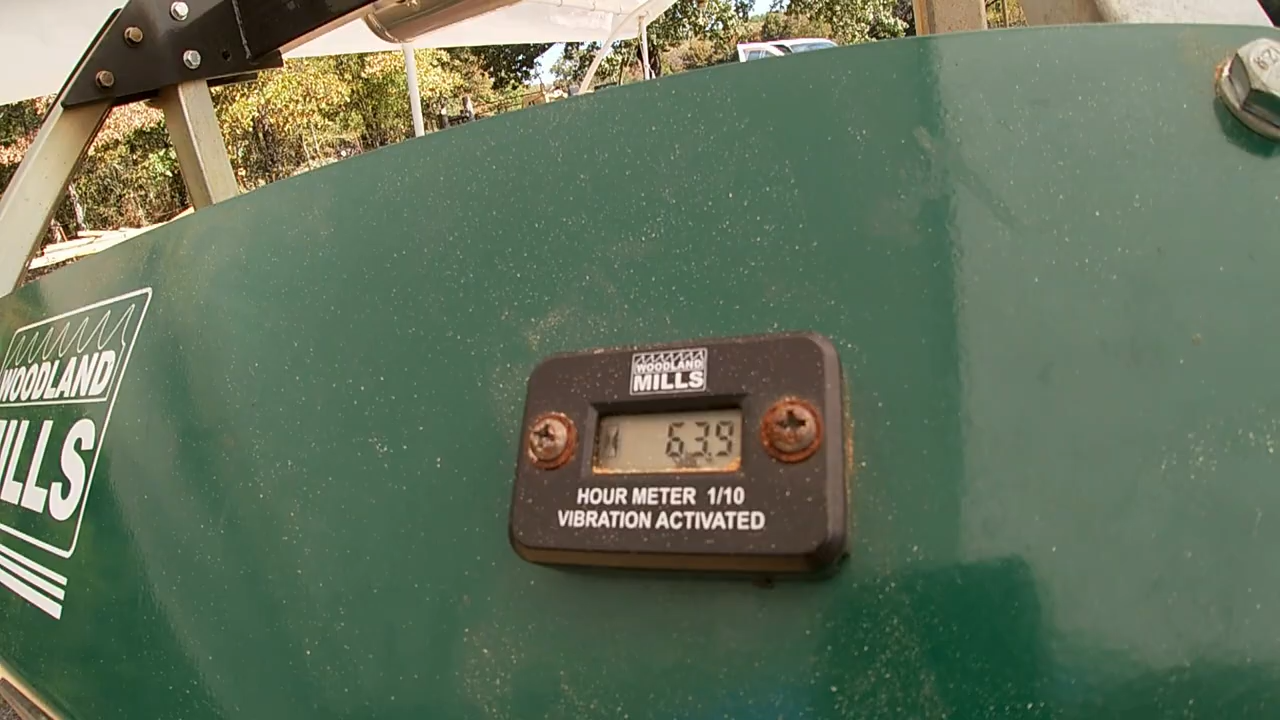 WOODLAND
MILLS
WOODLAND
MILLS
63.9
HOUR METER 1/10
VIBRATION ACTIVATED